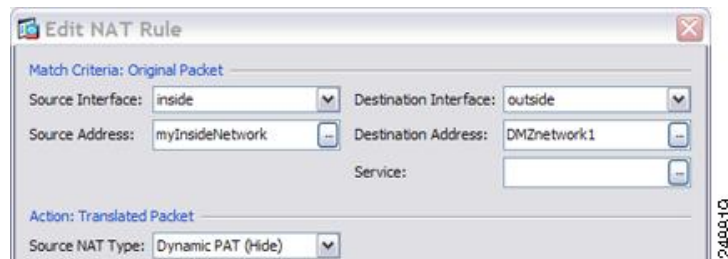 Edit NAT Rule
Match Criteria: Original Packet
Source Interface: inside
Destination Interface: outside
Source Address: myInsideNetwork
Destination Address: DMZnetwork1
Service:
Action: Translated Packet
Source NAT Type: Dynamic PAT (Hide)
248819